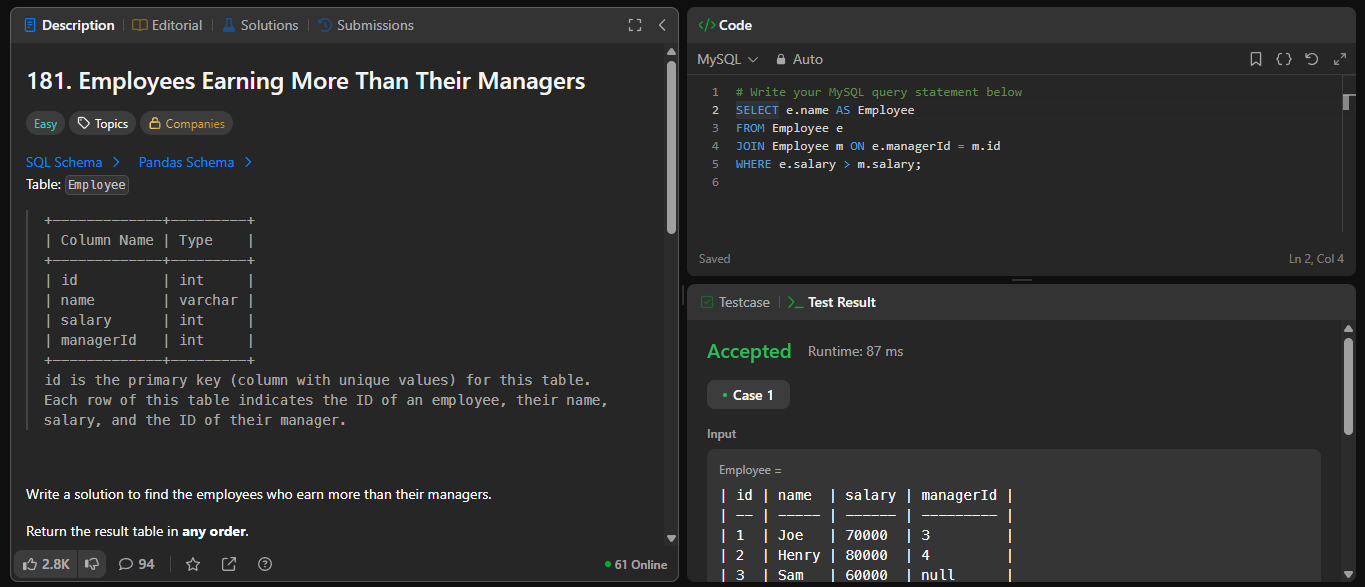 Description Editorial Solutions Submissions
181. Employees Earning More Than Their Managers
Easy Topics Companies
SQL Schema > Pandas Schema >
Table: Employee
+-------------+---------+
| Column Name | Type    |
+-------------+---------+
| id          | int     |
| name        | varchar |
| salary      | int     |
| managerId   | int     |
+-------------+---------+
id is the primary key (column with unique values) for this table.
Each row of this table indicates the ID of an employee, their name,
salary, and the ID of their manager.
Write a solution to find the employees who earn more than their managers.
Return the result table in any order.
2.8K 94 61 Online
</> Code
MySQL Auto
1 # Write your MySQL query statement below
2 SELECT e.name AS Employee
3 FROM Employee e
4 JOIN Employee m ON e.managerId = m.id
5 WHERE e.salary > m.salary;
6
Saved Ln 2, Col 4
Testcase >_ Test Result
Accepted Runtime: 87 ms
• Case 1
Input
Employee =
| id | name  | salary | managerId |
| -- | ----- | ------ | --------- |
| 1  | Joe   | 70000  | 3         |
| 2  | Henry | 80000  | 4         |
| 3  | Sam   | 60000  | null      |